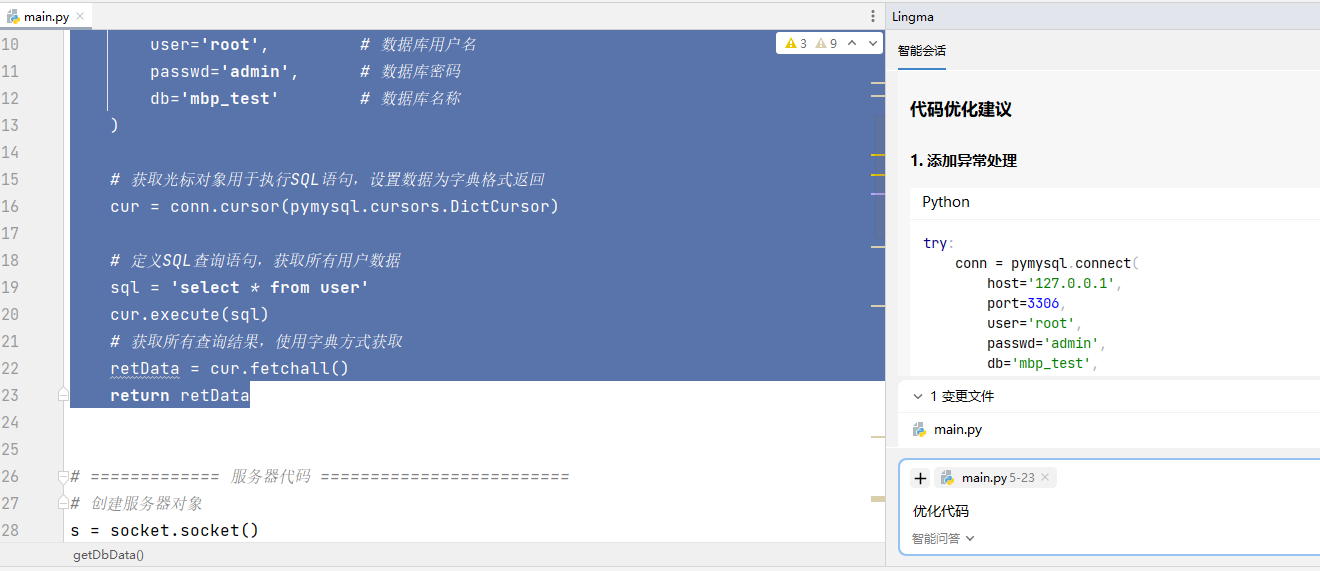 main.py
Lingma
10 user='root', # 数据库用户名
3 9
智能会话
11 passwd='admin', # 数据库密码
12 db='mbp_test' # 数据库名称
13 )
14
15 # 获取光标对象用于执行SQL语句，设置数据为字典格式返回
16 cur = conn.cursor(pymysql.cursors.DictCursor)
17
18 # 定义SQL查询语句，获取所有用户数据
19 sql = 'select * from user'
20 cur.execute(sql)
21 # 获取所有查询结果，使用字典方式获取
22 retData = cur.fetchall()
23 return retData
24
25
26 # ============= 服务器代码 =========================
27 # 创建服务器对象
28 s = socket.socket()
getDbData()
代码优化建议
1. 添加异常处理
Python
try:
conn = pymysql.connect(
host='127.0.0.1',
port=3306,
user='root',
passwd='admin',
db='mbp_test',
1 变更文件
main.py
main.py 5-23
优化代码
智能问答